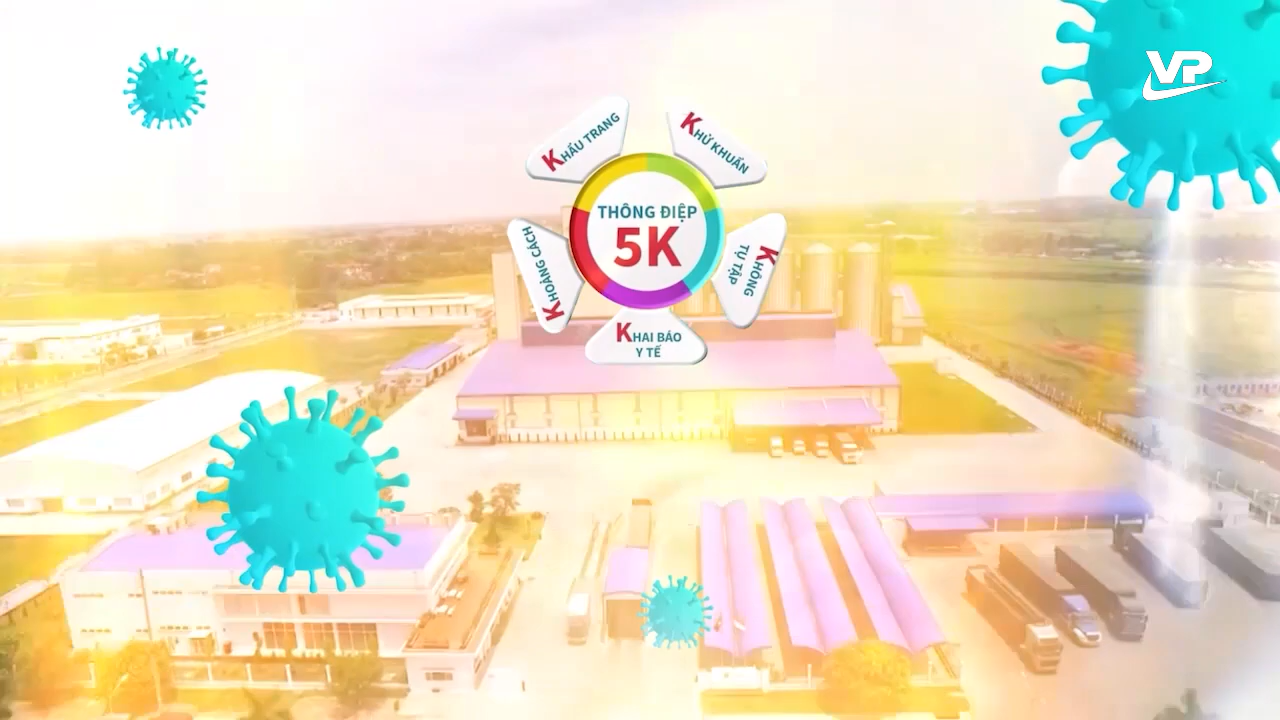 VP
KHẨU TRANG
KHỬ KHUẨN
THÔNG ĐIỆP
5K
KHOẢNG CÁCH
KHÔNG
TỤ TẬP
KHAI BÁO
Y TẾ